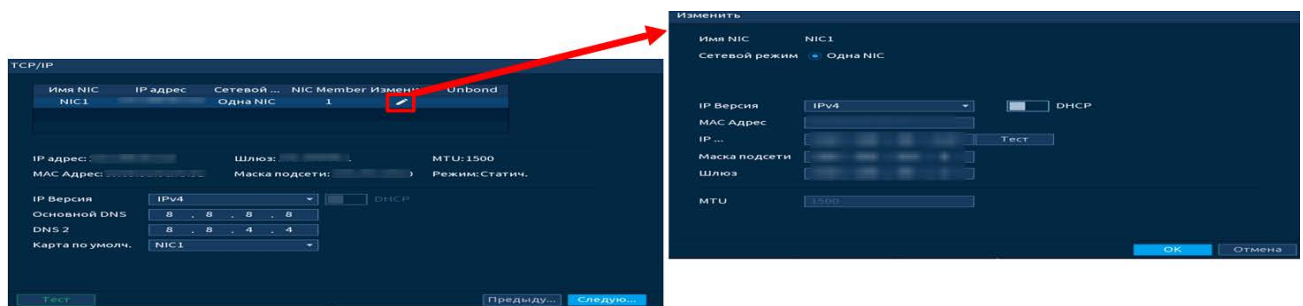 TCP/IP
Имя NIC IP адрес Сетевой ... NIC Member Измени... Unbond
NIC1 Одна NIC 1
IP адрес: Шлюз: MTU:1500
MAC Адрес: Маска подсети: Режим:Статич.
IP Версия IPv4 DHCP
Основной DNS 8 . 8 . 8 . 8
DNS 2 8 . 8 . 4 . 4
Карта по умолч. NIC1
Тест Предыду... Следую...
Изменить
Имя NIC NIC1
Сетевой режим Одна NIC
IP Версия IPv4 DHCP
MAC Адрес
IP ... Тест
Маска подсети
Шлюз
MTU 1500
OK Отмена